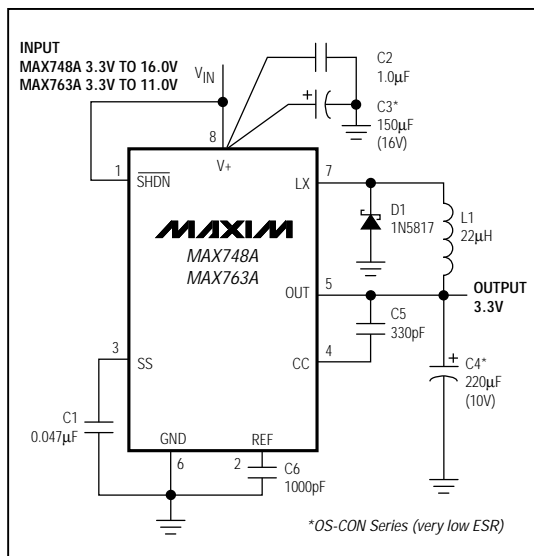 INPUT
MAX748A 3.3V TO 16.0V
MAX763A 3.3V TO 11.0V
VIN
C2
1.0µF
+
C3*
150µF
(16V)
8
V+
1
SHDN
LX
7
D1
1N5817
L1
22µH
MAXIM
MAX748A
MAX763A
OUT
5
OUTPUT
3.3V
C5
330pF
3
SS
CC
4
+
C4*
220µF
(10V)
C1
0.047µF
GND
REF
6
2
C6
1000pF
*OS-CON Series (very low ESR)